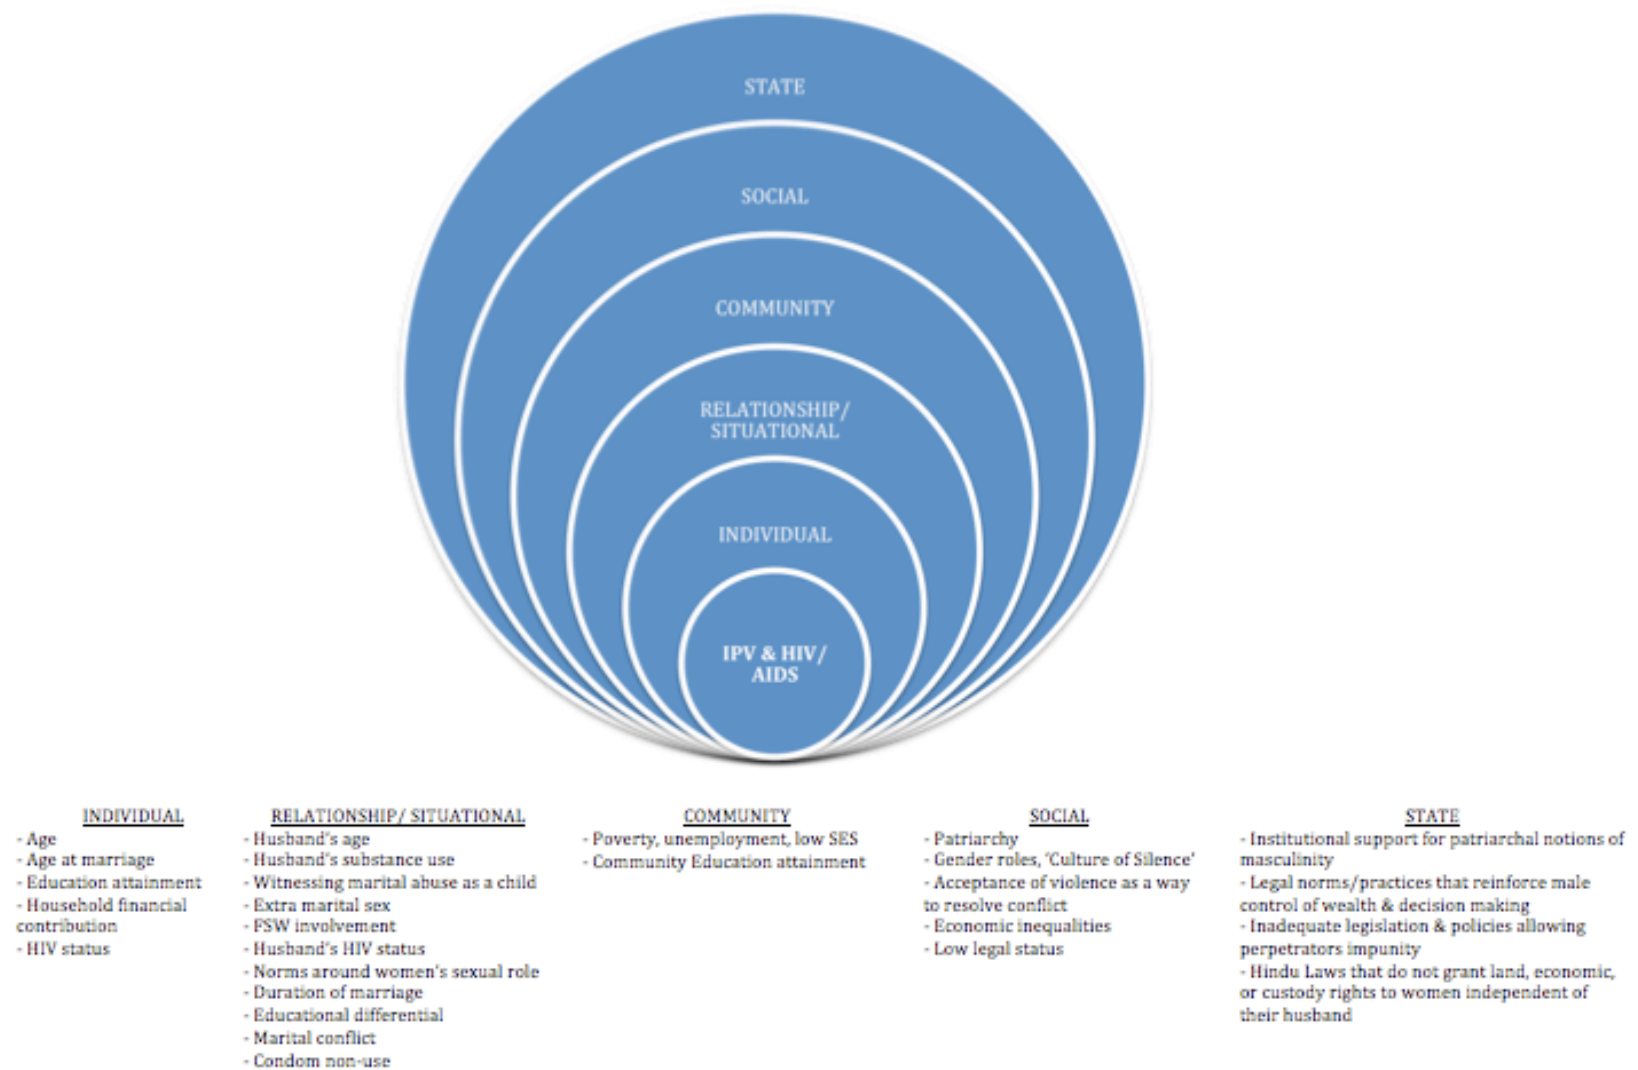 STATE
SOCIAL
COMMUNITY
RELATIONSHIP/
SITUATIONAL
INDIVIDUAL
IPV & HIV/
AIDS
INDIVIDUAL
- Age
- Age at marriage
- Education attainment
- Household financial
contribution
- HIV status
RELATIONSHIP/ SITUATIONAL
- Husband's age
- Husband's substance use
- Witnessing marital abuse as a child
- Extra marital sex
- FSW involvement
- Husband's HIV status
- Norms around women's sexual role
- Duration of marriage
- Educational differential
- Marital conflict
- Condom non-use
COMMUNITY
- Poverty, unemployment, low SES
- Community Education attainment
SOCIAL
- Patriarchy
- Gender roles, 'Culture of Silence'
- Acceptance of violence as a way
to resolve conflict
- Economic inequalities
- Low legal status
STATE
- Institutional support for patriarchal notions of
masculinity
- Legal norms/practices that reinforce male
control of wealth & decision making
- Inadequate legislation & policies allowing
perpetrators impunity
- Hindu Laws that do not grant land, economic,
or custody rights to women independent of
their husband